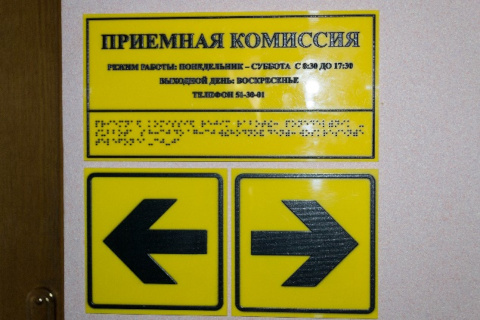 ПРИЕМНАЯ КОМИССИЯ
РЕЖИМ РАБОТЫ: ПОНЕДЕЛЬНИК – СУББОТА С 8:30 ДО 17:30
ВЫХОДНОЙ ДЕНЬ: ВОСКРЕСЕНЬЕ
ТЕЛЕФОН 51-30-01